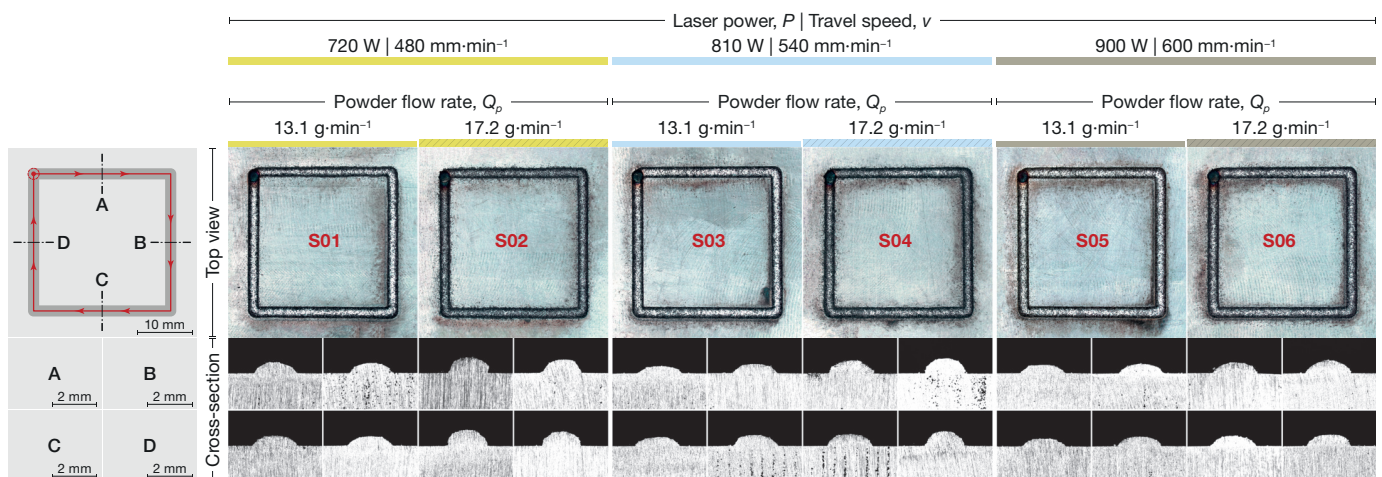 Laser power, P | Travel speed, v
720 W | 480 mm·min⁻¹
810 W | 540 mm·min⁻¹
900 W | 600 mm·min⁻¹
Powder flow rate, Qp
Powder flow rate, Qp
Powder flow rate, Qp
13.1 g·min⁻¹
17.2 g·min⁻¹
13.1 g·min⁻¹
17.2 g·min⁻¹
13.1 g·min⁻¹
17.2 g·min⁻¹
A
D
B
C
10 mm
Top view
S01
S02
S03
S04
S05
S06
A
2 mm
B
2 mm
C
2 mm
D
2 mm
Cross-section